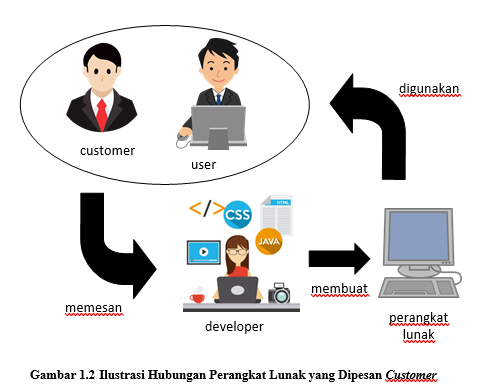 digunakan
customer
user
</>
CSS
HTML
JAVA
memesan
developer
membuat
perangkat
lunak
Gambar 1.2 Ilustrasi Hubungan Perangkat Lunak yang Dipesan Customer